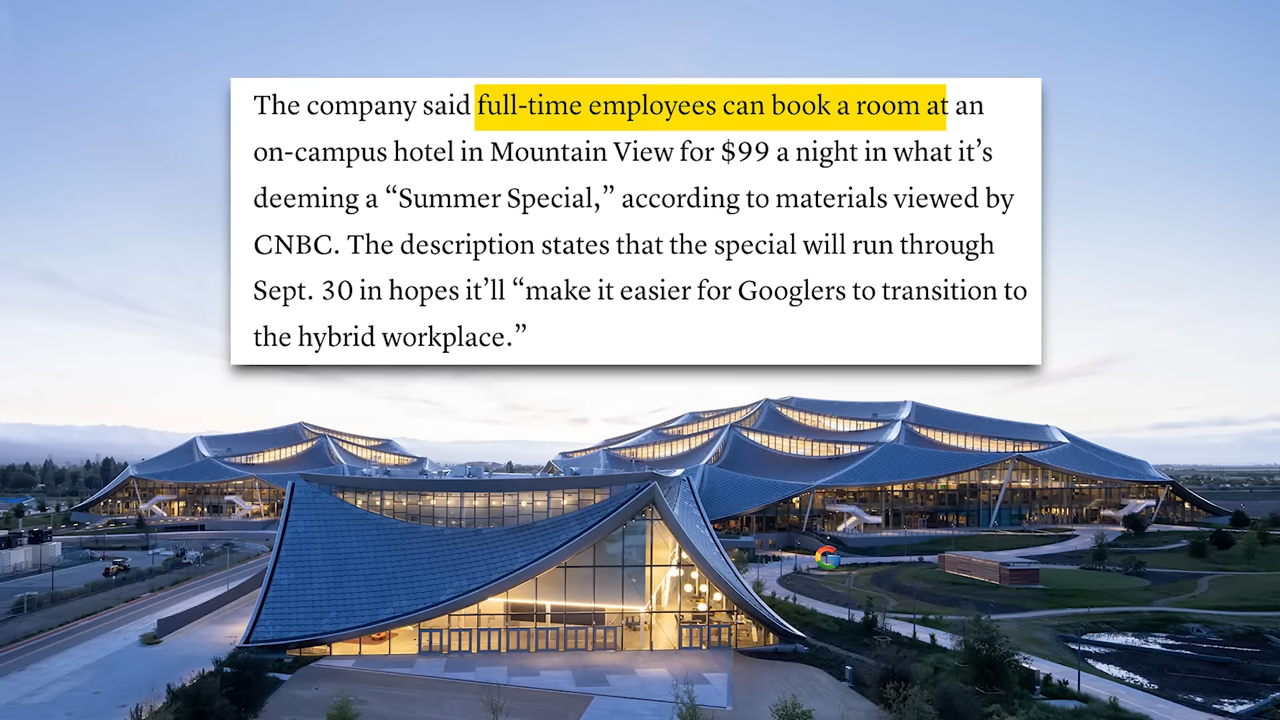 The company said full-time employees can book a room at an
on-campus hotel in Mountain View for $99 a night in what it’s
deeming a “Summer Special,” according to materials viewed by
CNBC. The description states that the special will run through
Sept. 30 in hopes it’ll “make it easier for Googlers to transition to
the hybrid workplace.”